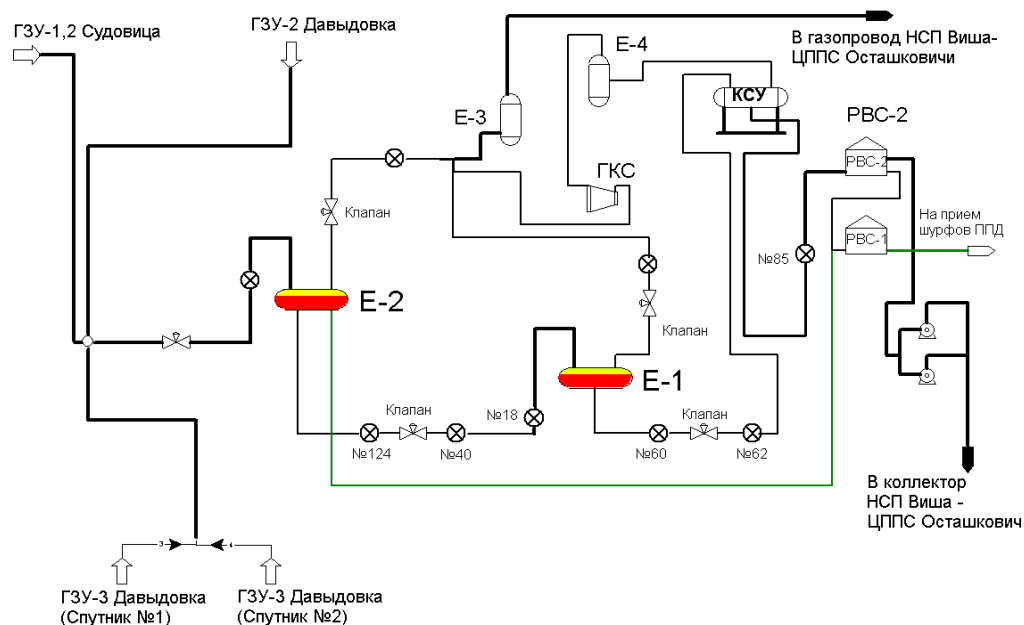 ГЗУ-1,2 Судовица
ГЗУ-2 Давыдовка
В газопровод НСП Виша-
ЦППС Осташковичи
Е-4
КСУ
Е-3
РВС-2
РВС-2
ГКС
Клапан
На прием
шурфов ППД
РВС-1
№85
Е-2
Клапан
Е-1
Клапан
№18
Клапан
№124
№40
№60
№62
В коллектор
НСП Виша -
ЦППС Осташкович
3
4
ГЗУ-3 Давыдовка
(Спутник №1)
ГЗУ-3 Давыдовка
(Спутник №2)